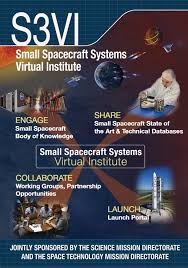 S3VI
Small Spacecraft Systems
Virtual Institute
ENGAGE
Small Spacecraft
Body of Knowledge
SHARE
Small Spacecraft State of
the Art & Technical Databases
Small Spacecraft Systems
Virtual Institute
COLLABORATE
Working Groups, Partnership
Opportunities
LAUNCH
Launch Portal
JOINTLY SPONSORED BY THE SCIENCE MISSION DIRECTORATE
AND THE SPACE TECHNOLOGY MISSION DIRECTORATE